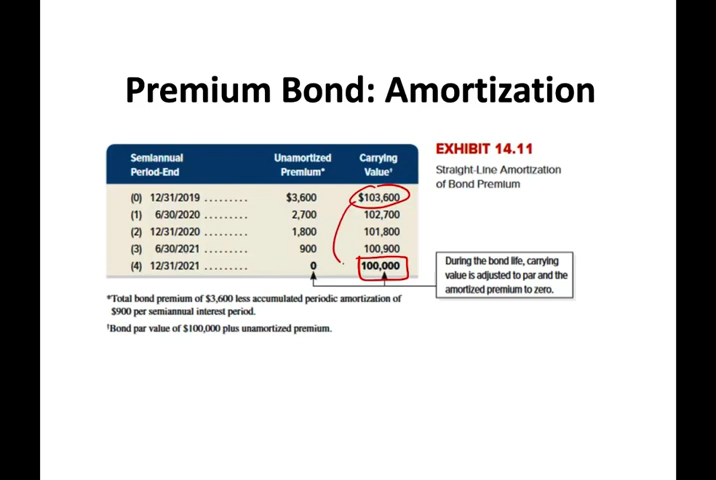 Premium Bond: Amortization
Semiannual Unamortized Carrying
Period-End Premium* Value†
(0) 12/31/2019 ......... $3,600 $103,600
(1) 6/30/2020 ......... 2,700 102,700
(2) 12/31/2020 ......... 1,800 101,800
(3) 6/30/2021 ......... 900 100,900
(4) 12/31/2021 ......... 0 100,000
*Total bond premium of $3,600 less accumulated periodic amortization of
$900 per semiannual interest period.
†Bond par value of $100,000 plus unamortized premium.
EXHIBIT 14.11
Straight-Line Amortization
of Bond Premium
During the bond life, carrying
value is adjusted to par and the
amortized premium to zero.